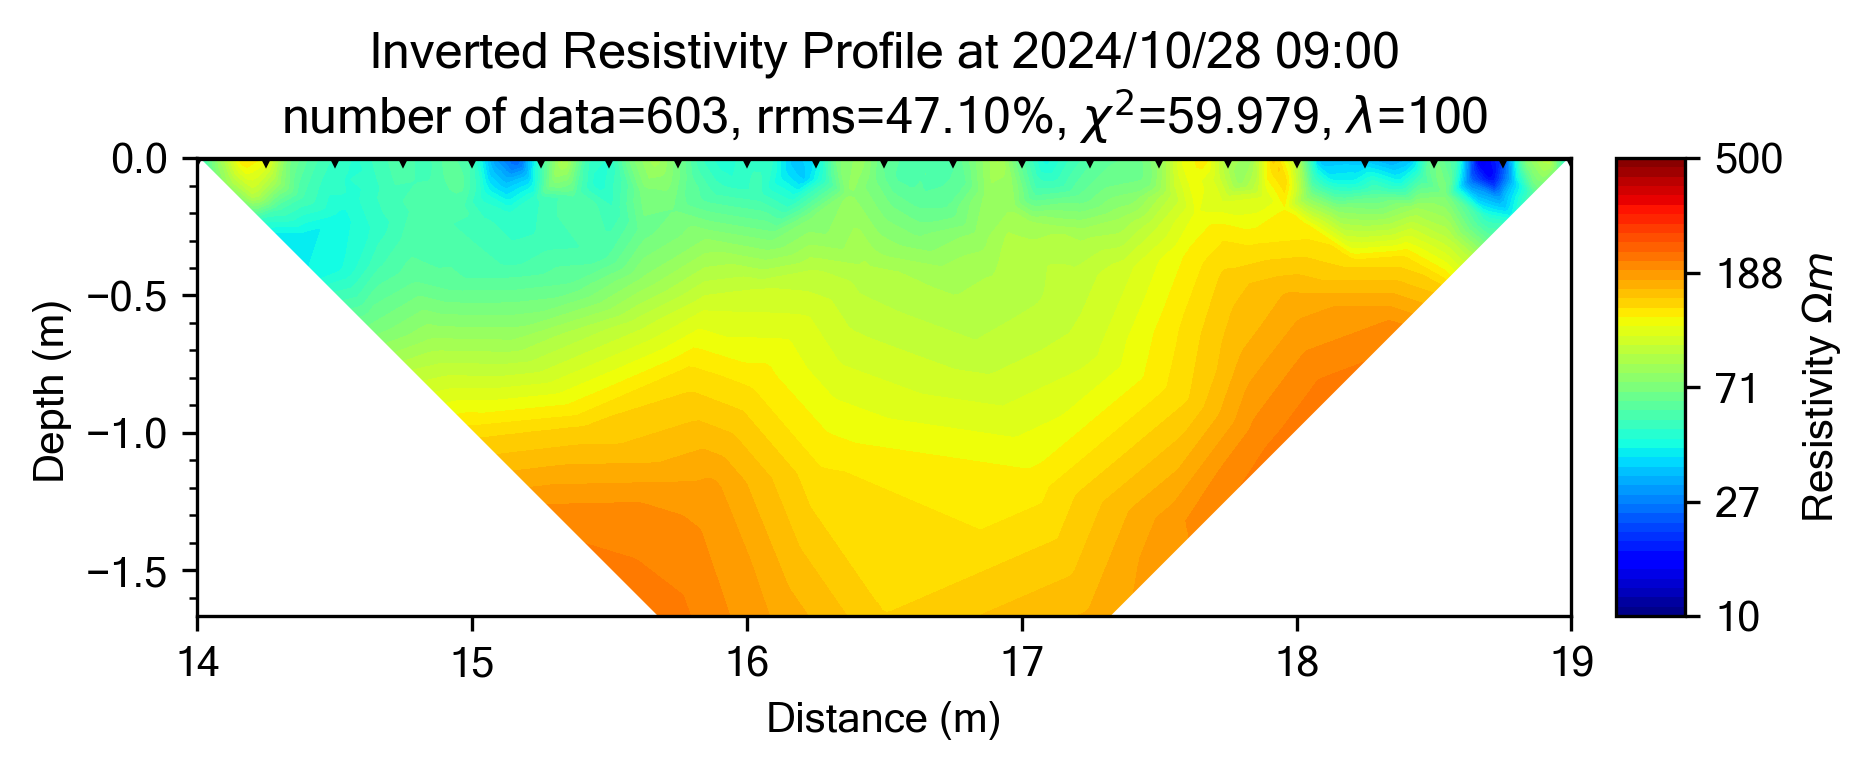 Inverted Resistivity Profile at 2024/10/28 09:00
number of data=603, rrms=47.10%, χ²=59.979, λ=100
0.0
−0.5
−1.0
−1.5
Depth (m)
14 15 16 17 18 19
Distance (m)
500
188
71
27
10
Resistivity Ωm